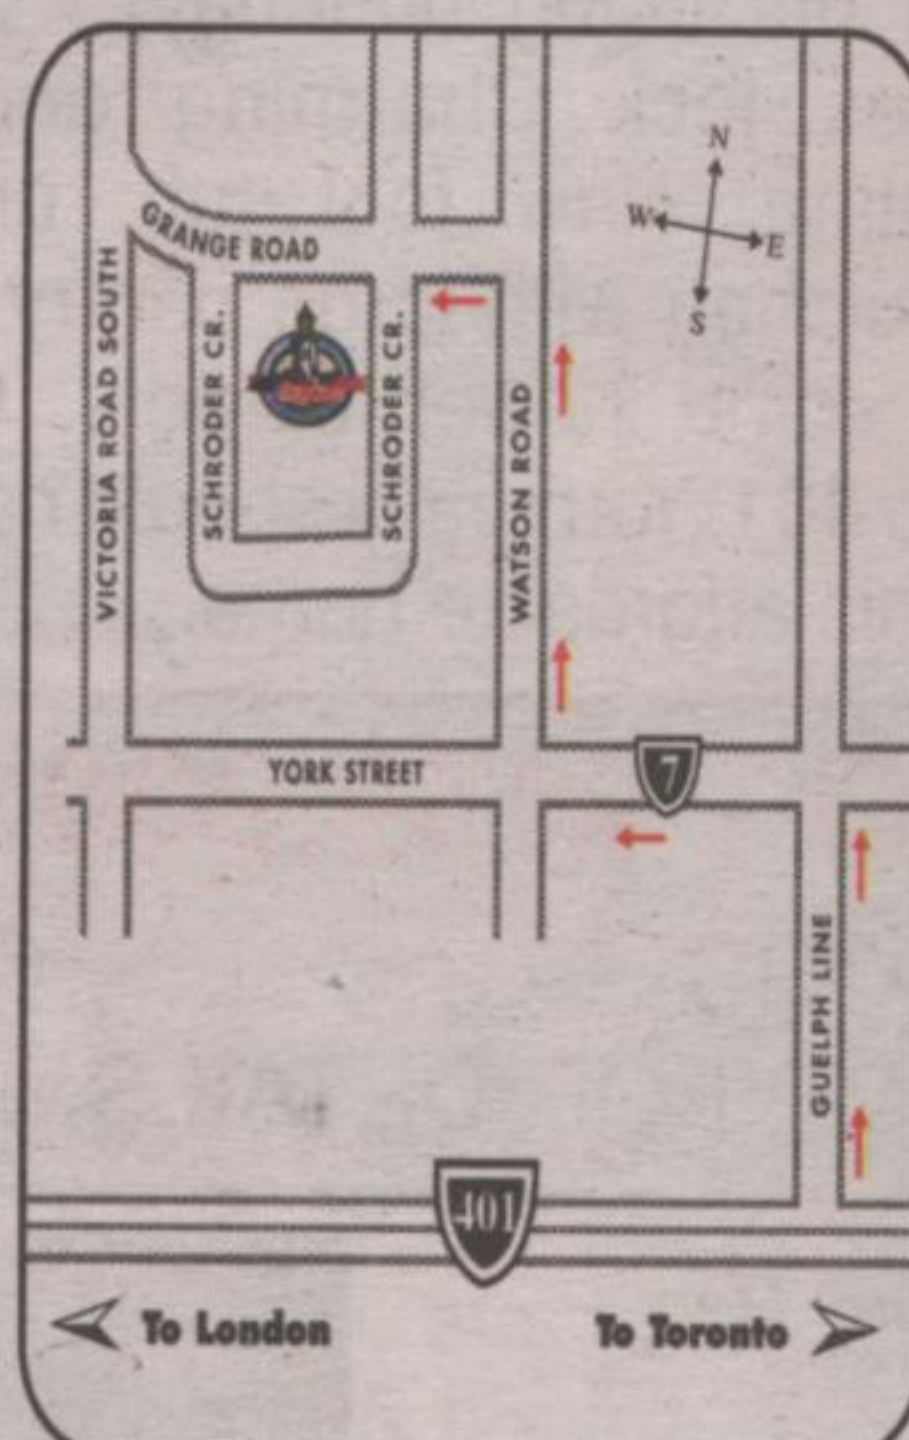 N
W
E
S
GRANGE ROAD
VICTORIA ROAD SOUTH
SCHRODER CR.
SCHRODER CR.
WATSON ROAD
YORK STREET
7
GUELPH LINE
401
To London
To Toronto